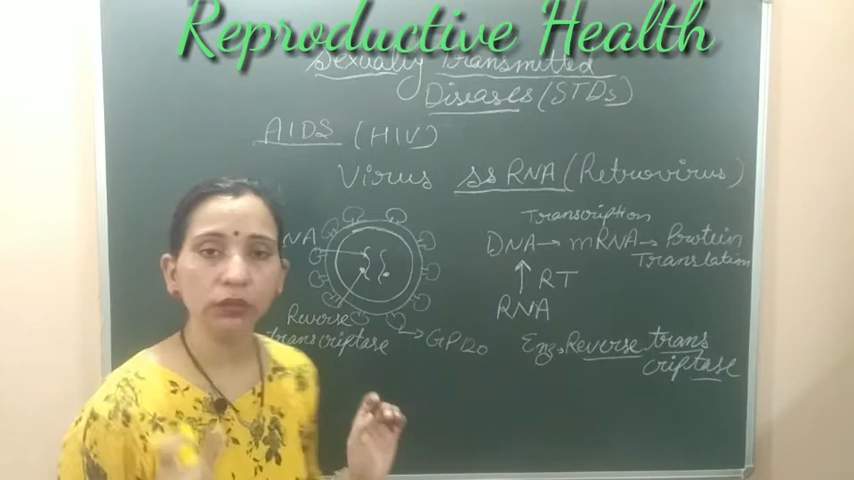 Reproductive Health
Sexually Transmitted
Diseases (STDs)
AIDS (HIV)
Virus ss RNA (Retrovirus)
Transcription
DNA → mRNA → Protein
Translation
↑ RT
RNA
NA
Reverse
transcriptase
GP120
Enz → Reverse trans
criptase